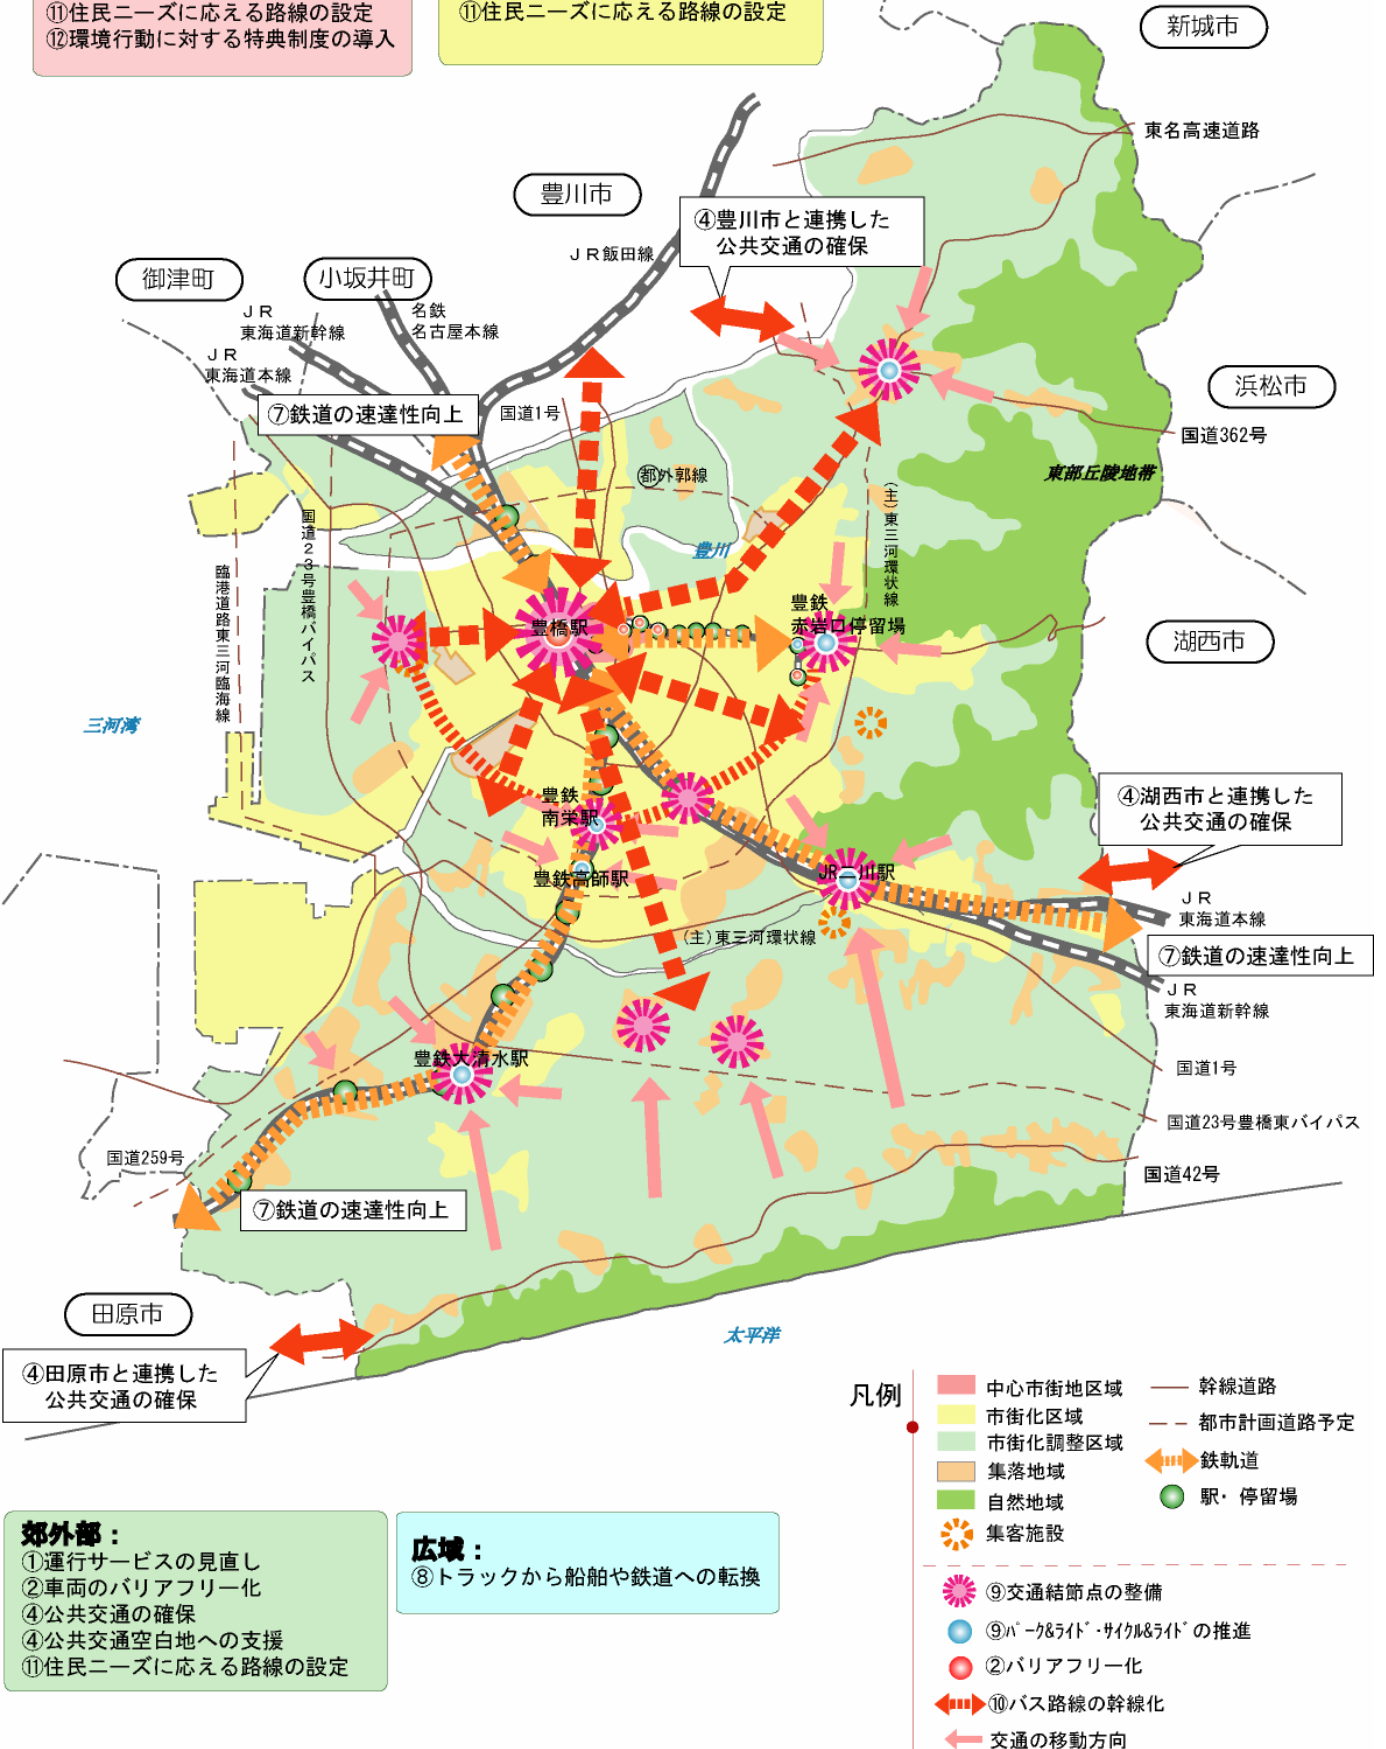 ⑪住民ニーズに応える路線の設定
⑫環境行動に対する特典制度の導入
⑪住民ニーズに応える路線の設定
新城市
東名高速道路
豊川市
④豊川市と連携した
公共交通の確保
ＪＲ飯田線
御津町
小坂井町
ＪＲ
東海道新幹線
名鉄
名古屋本線
ＪＲ
東海道本線
⑦鉄道の速達性向上
国道1号
浜松市
国道362号
東部丘陵地帯
都外郭線
(主)東三河環状線
豊川
国道23号豊橋バイパス
臨港道路東三河臨海線
豊橋駅
豊鉄
赤岩口停留場
湖西市
三河湾
④湖西市と連携した
公共交通の確保
豊鉄
南栄駅
豊鉄高師駅
JR二川駅
ＪＲ
東海道本線
(主)東三河環状線
⑦鉄道の速達性向上
ＪＲ
東海道新幹線
豊鉄大清水駅
国道1号
国道23号豊橋東バイパス
国道259号
国道42号
⑦鉄道の速達性向上
田原市
太平洋
④田原市と連携した
公共交通の確保
凡例
中心市街地区域
市街化区域
市街化調整区域
集落地域
自然地域
集客施設
幹線道路
都市計画道路予定
鉄軌道
駅・停留場
⑨交通結節点の整備
⑨ﾊﾟｰｸ&ﾗｲﾄﾞ・ｻｲｸﾙ&ﾗｲﾄﾞの推進
②バリアフリー化
⑩バス路線の幹線化
交通の移動方向
郊外部：
①運行サービスの見直し
②車両のバリアフリー化
④公共交通の確保
④公共交通空白地への支援
⑪住民ニーズに応える路線の設定
広域：
⑧トラックから船舶や鉄道への転換